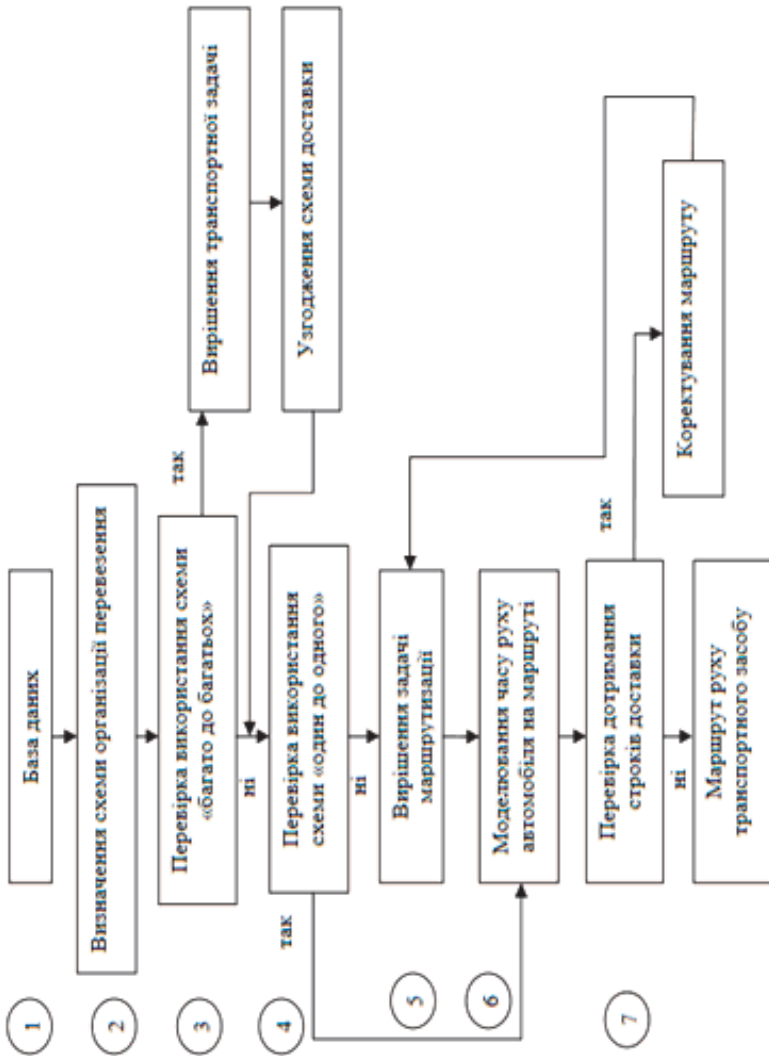 1
База даних
2
Визначення схеми організації перевезення
3
Перевірка використання схеми
«багато до багатьох»
так
Вирішення транспортної задачі
Узгодження схеми доставки
ні
4
Перевірка використання
схеми «один до одного»
так
ні
5
Вирішення задачі
маршрутизації
6
Моделювання часу руху
автомобіля на маршруті
7
Перевірка дотримання
строків доставки
так
Коректування маршруту
ні
Маршрут руху
транспортного засобу